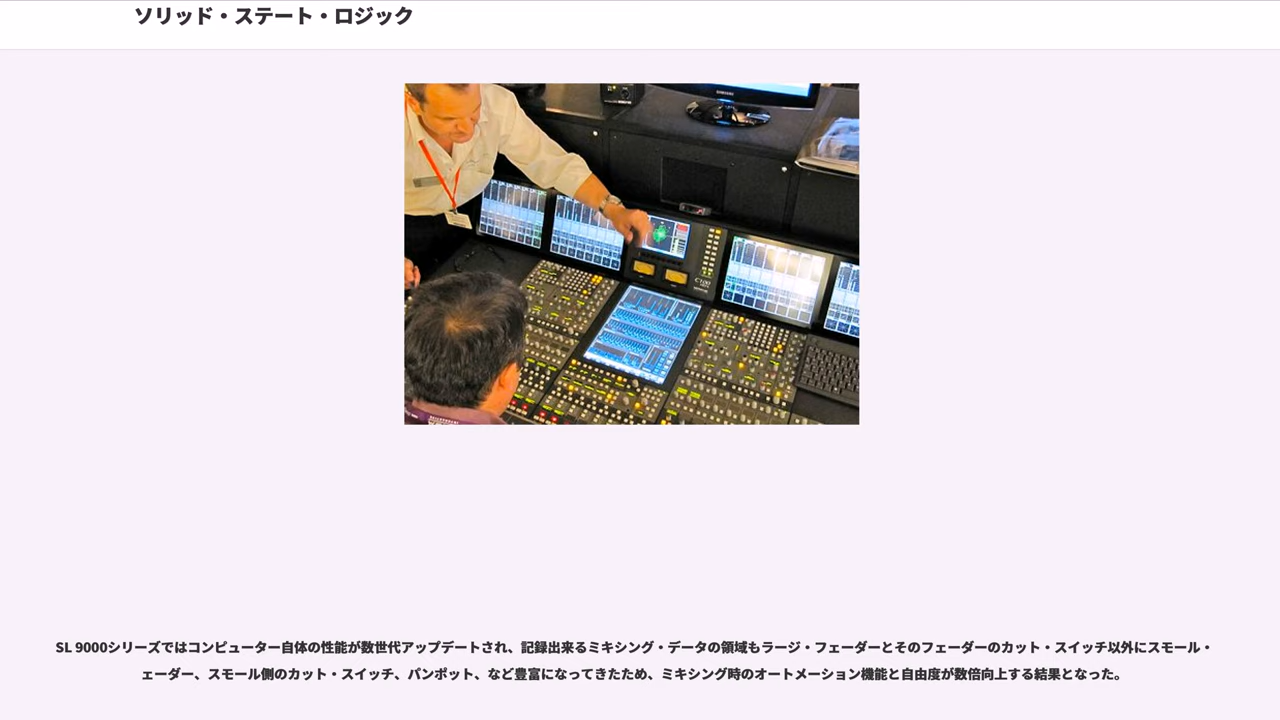 ソリッド・ステート・ロジック
SAMSUNG
C100
SL 9000シリーズではコンピューター自体の性能が数世代アップデートされ、記録出来るミキシング・データの領域もラージ・フェーダーとそのフェーダーのカット・スイッチ以外にスモール・
ェーダー、スモール側のカット・スイッチ、パンポット、など豊富になってきたため、ミキシング時のオートメーション機能と自由度が数倍向上する結果となった。